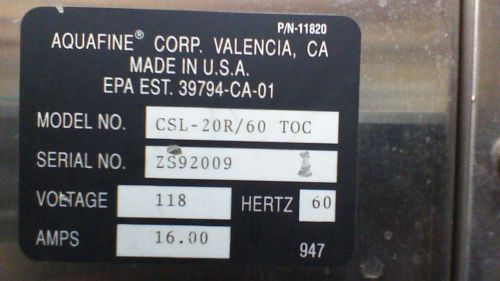 P/N-11820
AQUAFINE® CORP. VALENCIA, CA
MADE IN U.S.A.
EPA EST. 39794-CA-01
MODEL NO. CSL-20R/60 TOC
SERIAL NO. ZS92009
VOLTAGE 118 HERTZ 60
AMPS 16.00
947